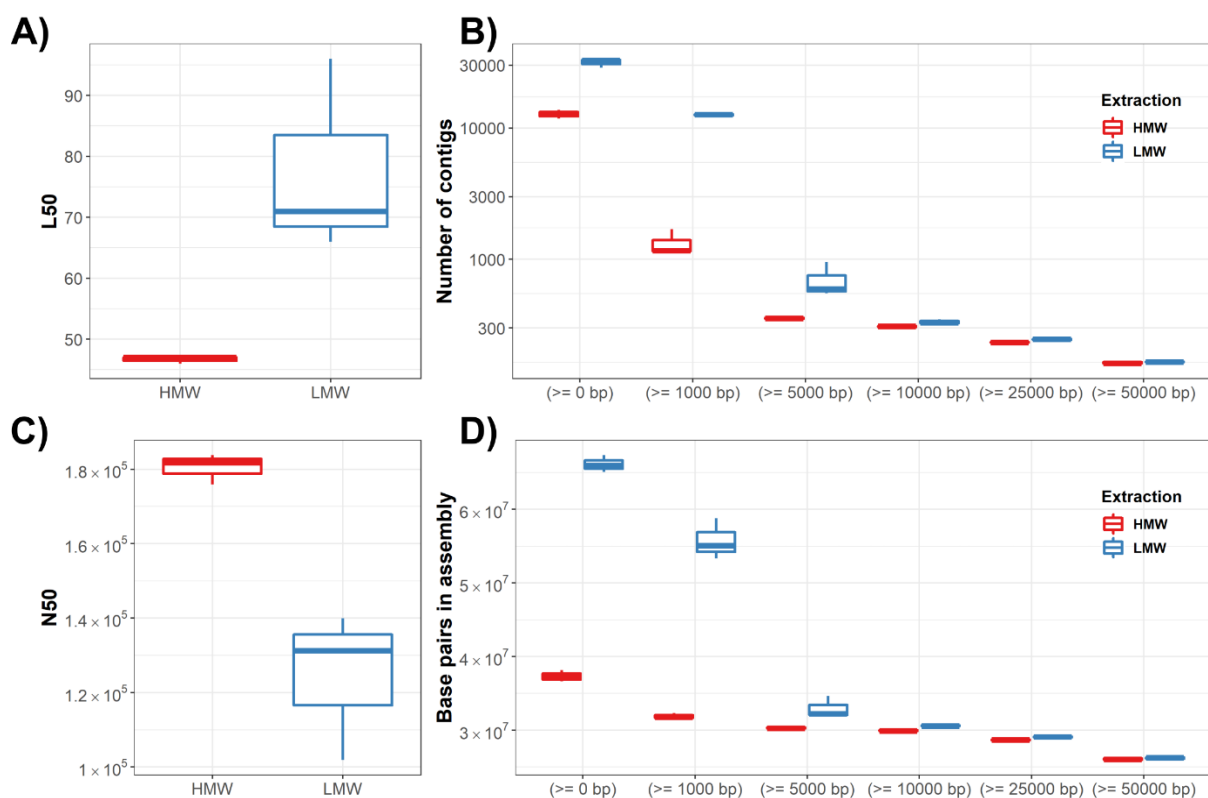 A)
L50
90
80
70
60
50
HMW
LMW
B)
Number of contigs
30000
10000
3000
1000
300
(>= 0 bp)
(>= 1000 bp)
(>= 5000 bp)
(>= 10000 bp)
(>= 25000 bp)
(>= 50000 bp)
Extraction
HMW
LMW
C)
N50
1.8 × 10⁵
1.6 × 10⁵
1.4 × 10⁵
1.2 × 10⁵
1 × 10⁵
HMW
LMW
D)
Base pairs in assembly
6 × 10⁷
5 × 10⁷
4 × 10⁷
3 × 10⁷
(>= 0 bp)
(>= 1000 bp)
(>= 5000 bp)
(>= 10000 bp)
(>= 25000 bp)
(>= 50000 bp)
Extraction
HMW
LMW